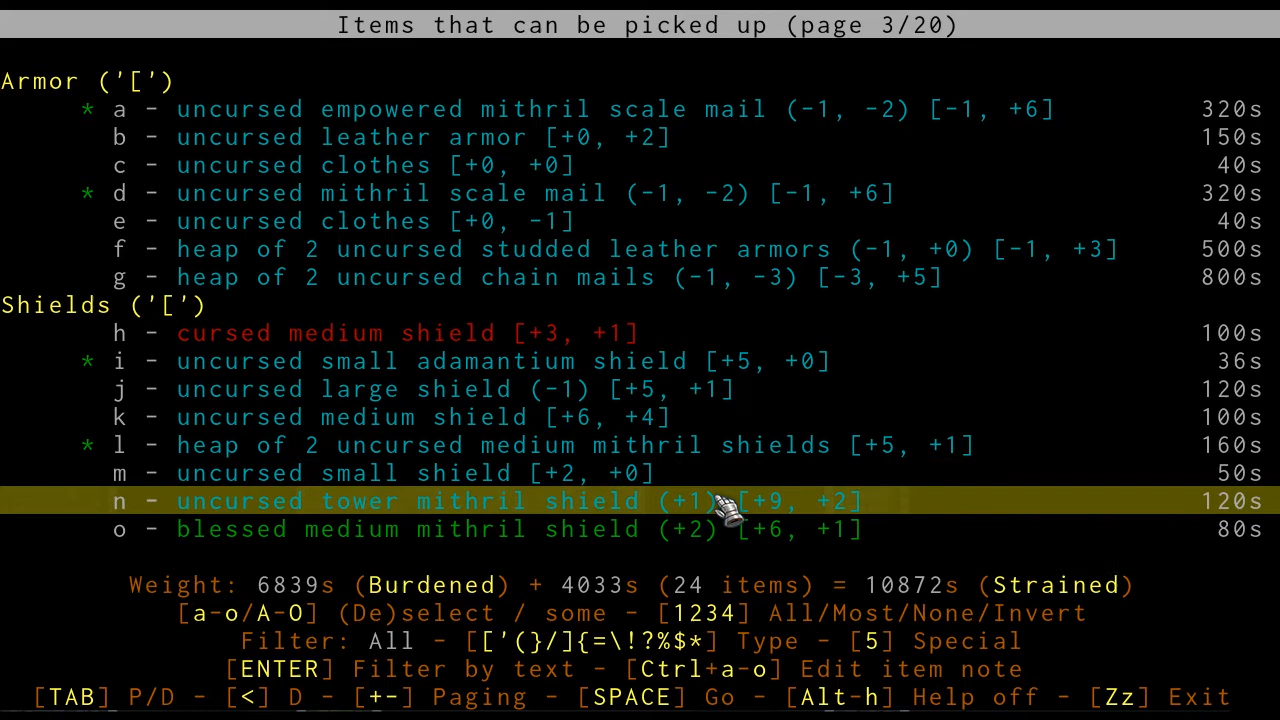 Items that can be picked up (page 3/20)
Armor ('[')
* a - uncursed empowered mithril scale mail (-1, -2) [-1, +6] 320s
b - uncursed leather armor [+0, +2] 150s
c - uncursed clothes [+0, +0] 40s
* d - uncursed mithril scale mail (-1, -2) [-1, +6] 320s
e - uncursed clothes [+0, -1] 40s
f - heap of 2 uncursed studded leather armors (-1, +0) [-1, +3] 500s
g - heap of 2 uncursed chain mails (-1, -3) [-3, +5] 800s
Shields ('[')
h - cursed medium shield [+3, +1] 100s
* i - uncursed small adamantium shield [+5, +0] 36s
j - uncursed large shield (-1) [+5, +1] 120s
k - uncursed medium shield [+6, +4] 100s
* l - heap of 2 uncursed medium mithril shields [+5, +1] 160s
m - uncursed small shield [+2, +0] 50s
n - uncursed tower mithril shield (+1) [+9, +2] 120s
o - blessed medium mithril shield (+2) [+6, +1] 80s
Weight: 6839s (Burdened) + 4033s (24 items) = 10872s (Strained)
[a-o/A-O] (De)select / some - [1234] All/Most/None/Invert
Filter: All - [['(}/]{=\!?%$*] Type - [5] Special
[ENTER] Filter by text - [Ctrl+a-o] Edit item note
[TAB] P/D - [<] D - [+-] Paging - [SPACE] Go - [Alt-h] Help off - [Zz] Exit